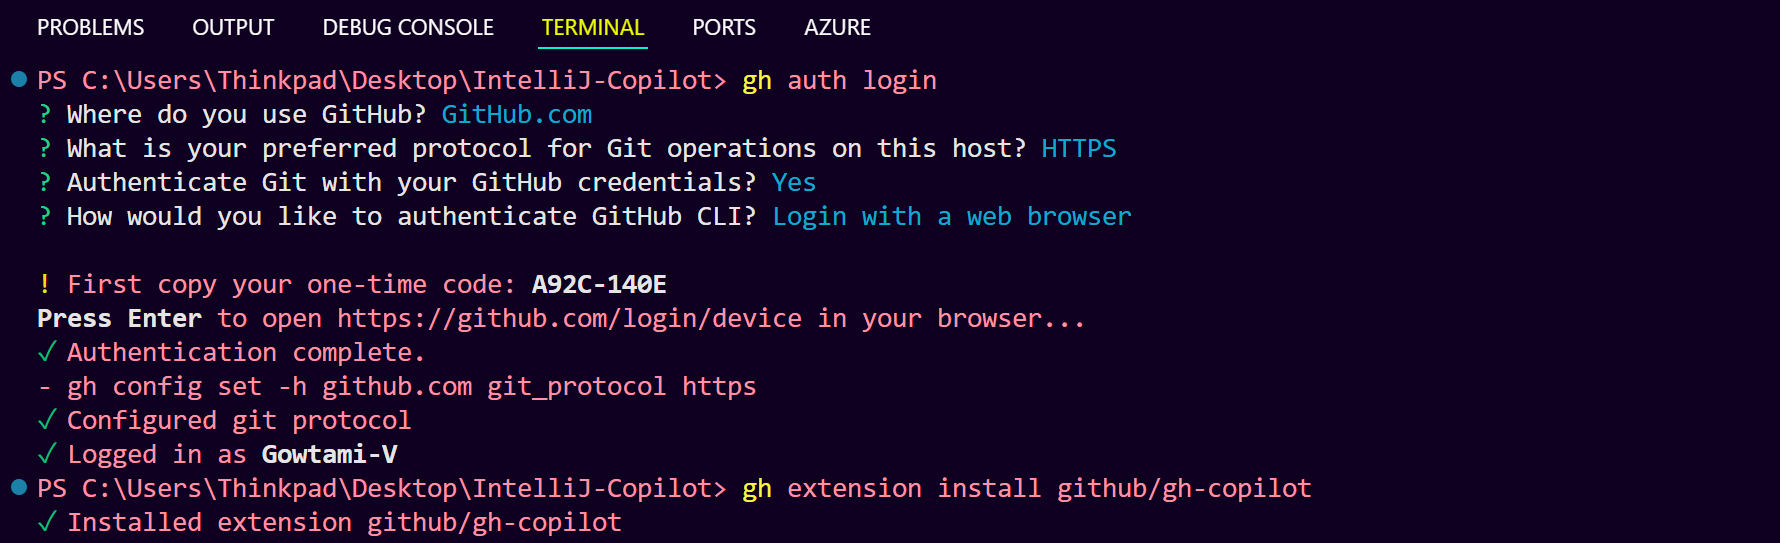 PROBLEMS OUTPUT DEBUG CONSOLE TERMINAL PORTS AZURE
PS C:\Users\Thinkpad\Desktop\IntelliJ-Copilot> gh auth login
? Where do you use GitHub? GitHub.com
? What is your preferred protocol for Git operations on this host? HTTPS
? Authenticate Git with your GitHub credentials? Yes
? How would you like to authenticate GitHub CLI? Login with a web browser
! First copy your one-time code: A92C-140E
Press Enter to open https://github.com/login/device in your browser...
✓ Authentication complete.
- gh config set -h github.com git_protocol https
✓ Configured git protocol
✓ Logged in as Gowtami-V
PS C:\Users\Thinkpad\Desktop\IntelliJ-Copilot> gh extension install github/gh-copilot
✓ Installed extension github/gh-copilot